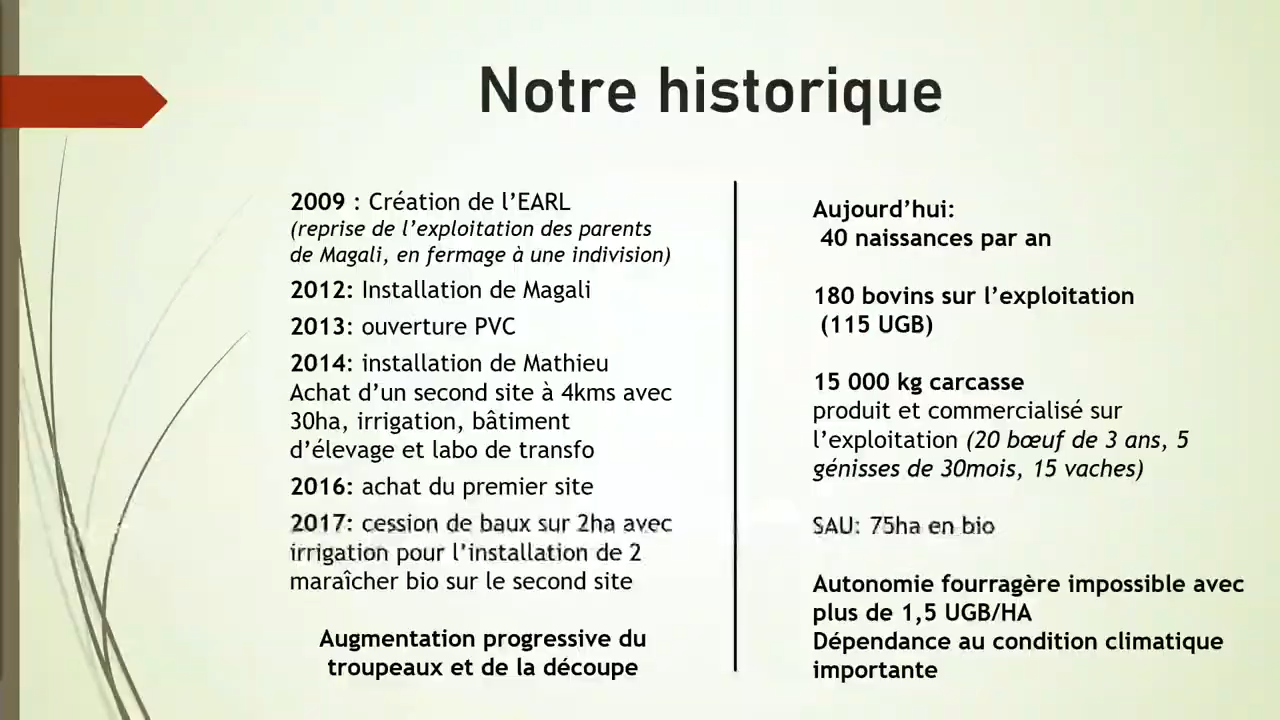 Notre historique
2009 : Création de l’EARL
(reprise de l’exploitation des parents
de Magali, en fermage à une indivision)
2012: Installation de Magali
2013: ouverture PVC
2014: installation de Mathieu
Achat d’un second site à 4kms avec
30ha, irrigation, bâtiment
d’élevage et labo de transfo
2016: achat du premier site
2017: cession de baux sur 2ha avec
irrigation pour l’installation de 2
maraîcher bio sur le second site
Augmentation progressive du
troupeaux et de la découpe
Aujourd’hui:
40 naissances par an
180 bovins sur l’exploitation
(115 UGB)
15 000 kg carcasse
produit et commercialisé sur
l’exploitation (20 bœuf de 3 ans, 5
génisses de 30mois, 15 vaches)
SAU: 75ha en bio
Autonomie fourragère impossible avec
plus de 1,5 UGB/HA
Dépendance au condition climatique
importante